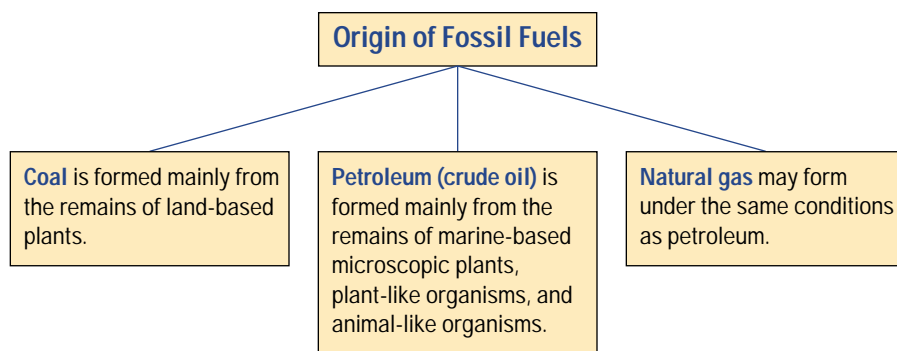 Origin of Fossil Fuels
Coal is formed mainly from
the remains of land-based
plants.
Petroleum (crude oil) is
formed mainly from the
remains of marine-based
microscopic plants,
plant-like organisms, and
animal-like organisms.
Natural gas may form
under the same conditions
as petroleum.